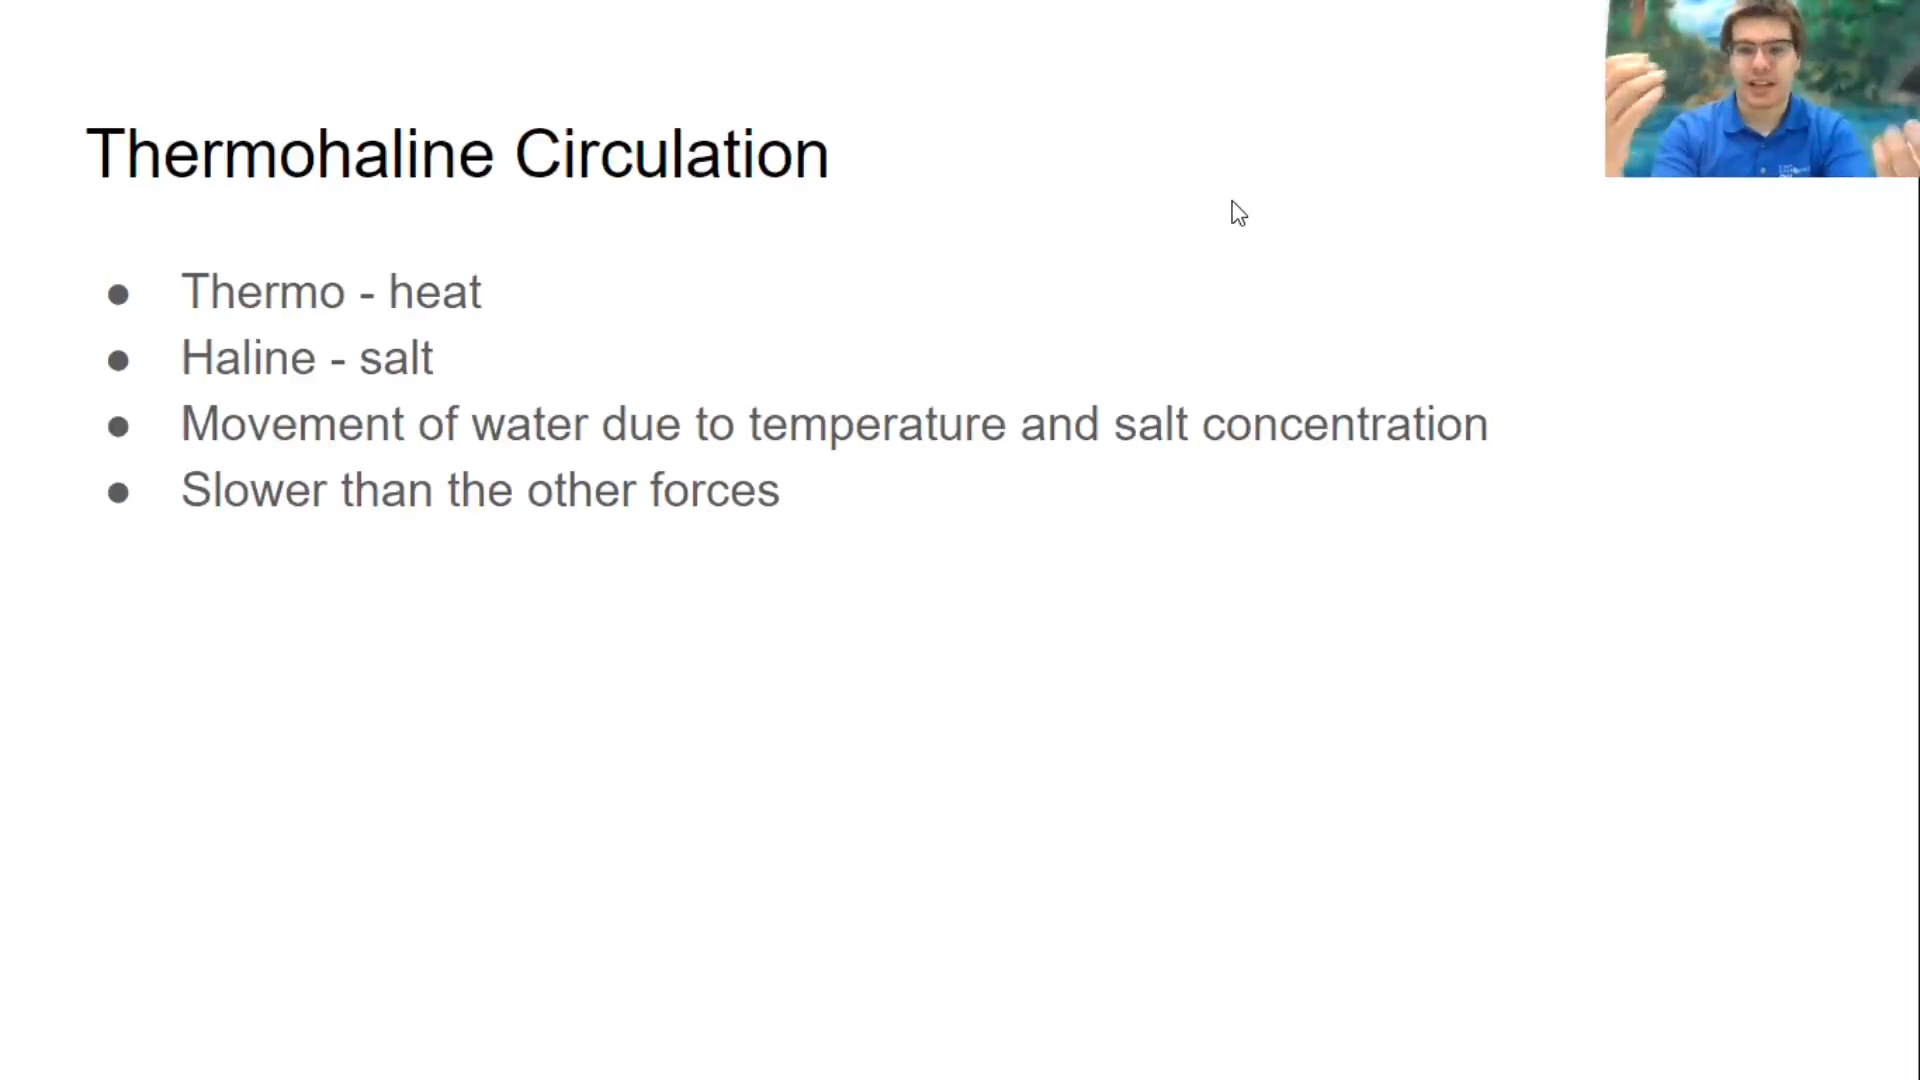 Thermohaline Circulation
● Thermo - heat
● Haline - salt
● Movement of water due to temperature and salt concentration
● Slower than the other forces